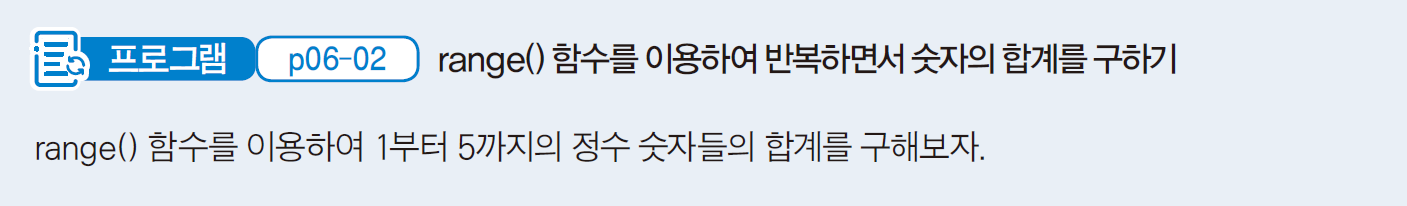 프로그램 p06-02 range() 함수를 이용하여 반복하면서 숫자의 합계를 구하기
range() 함수를 이용하여 1부터 5까지의 정수 숫자들의 합계를 구해보자.